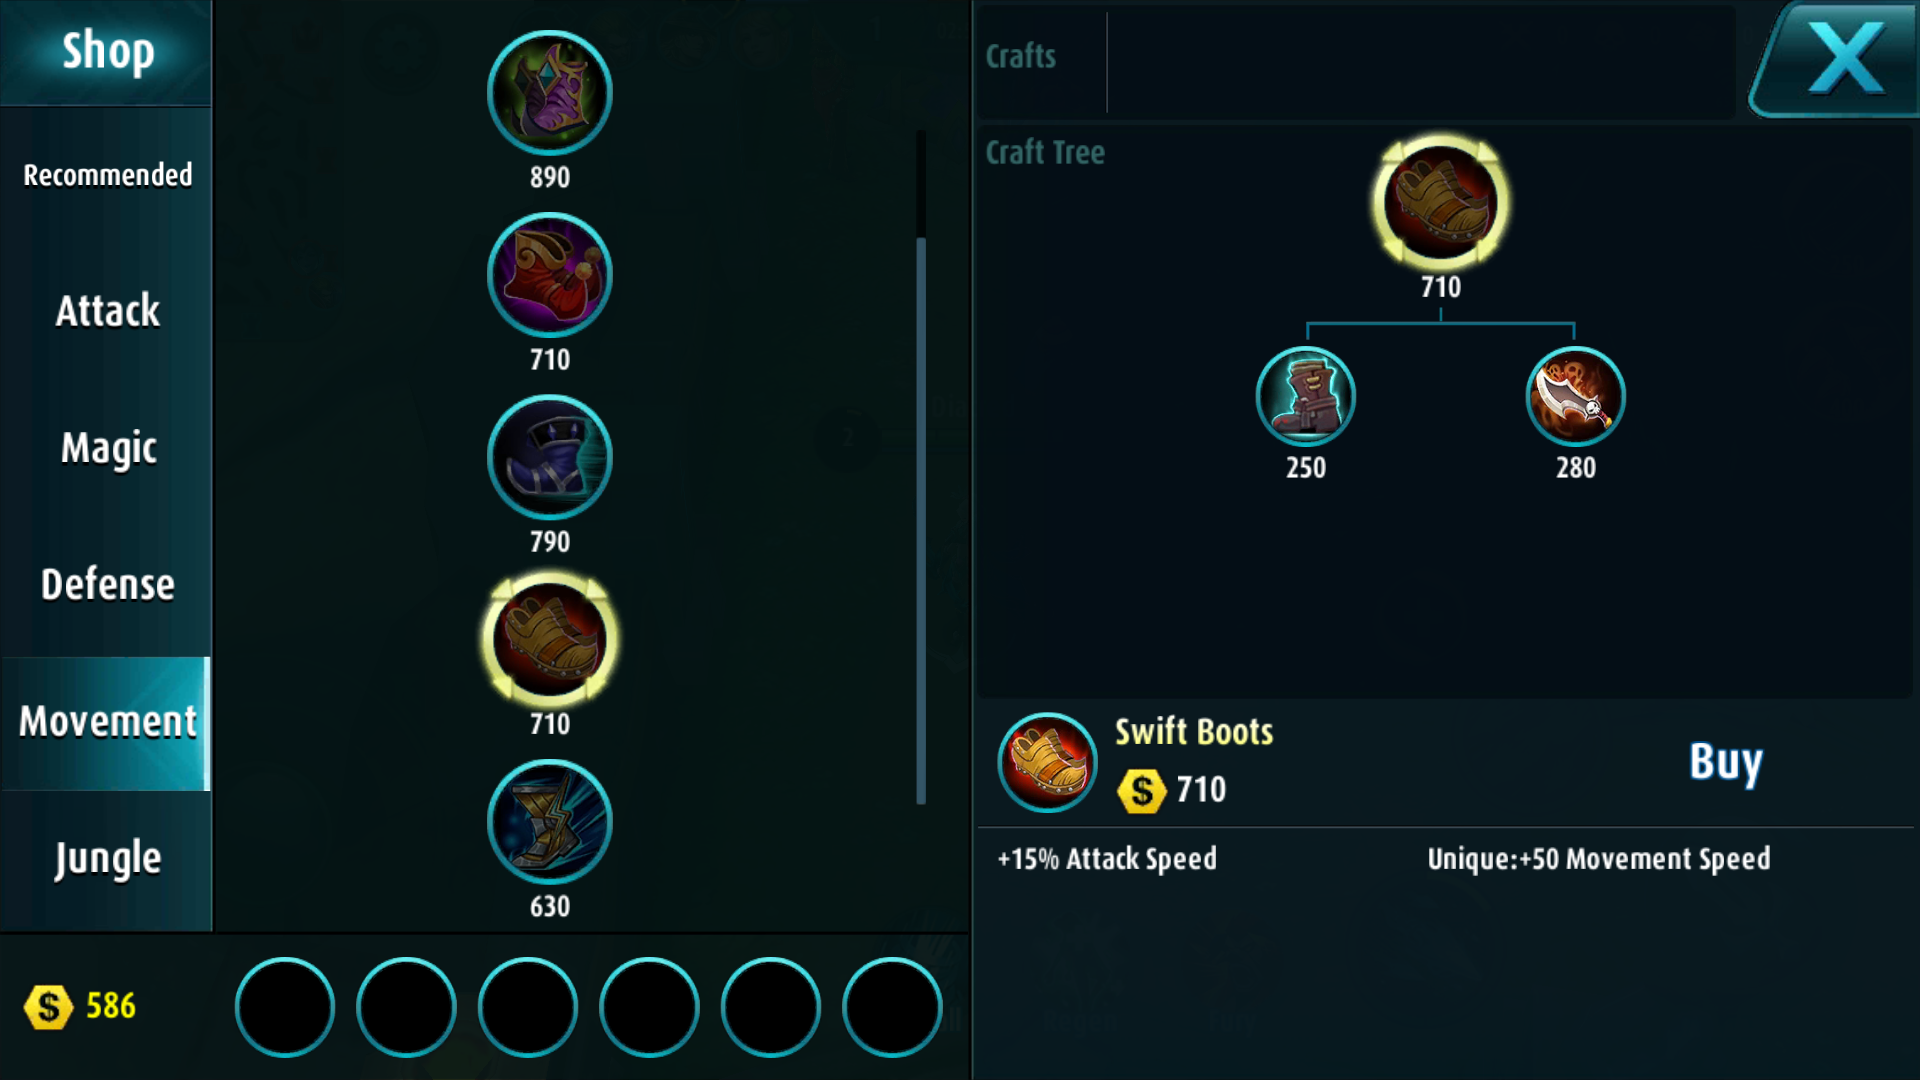 Shop
Recommended
Attack
Magic
Defense
Movement
Jungle
890
710
790
710
630
$ 586
Crafts
X
Craft Tree
710
250
280
Swift Boots
$ 710
Buy
+15% Attack Speed
Unique:+50 Movement Speed